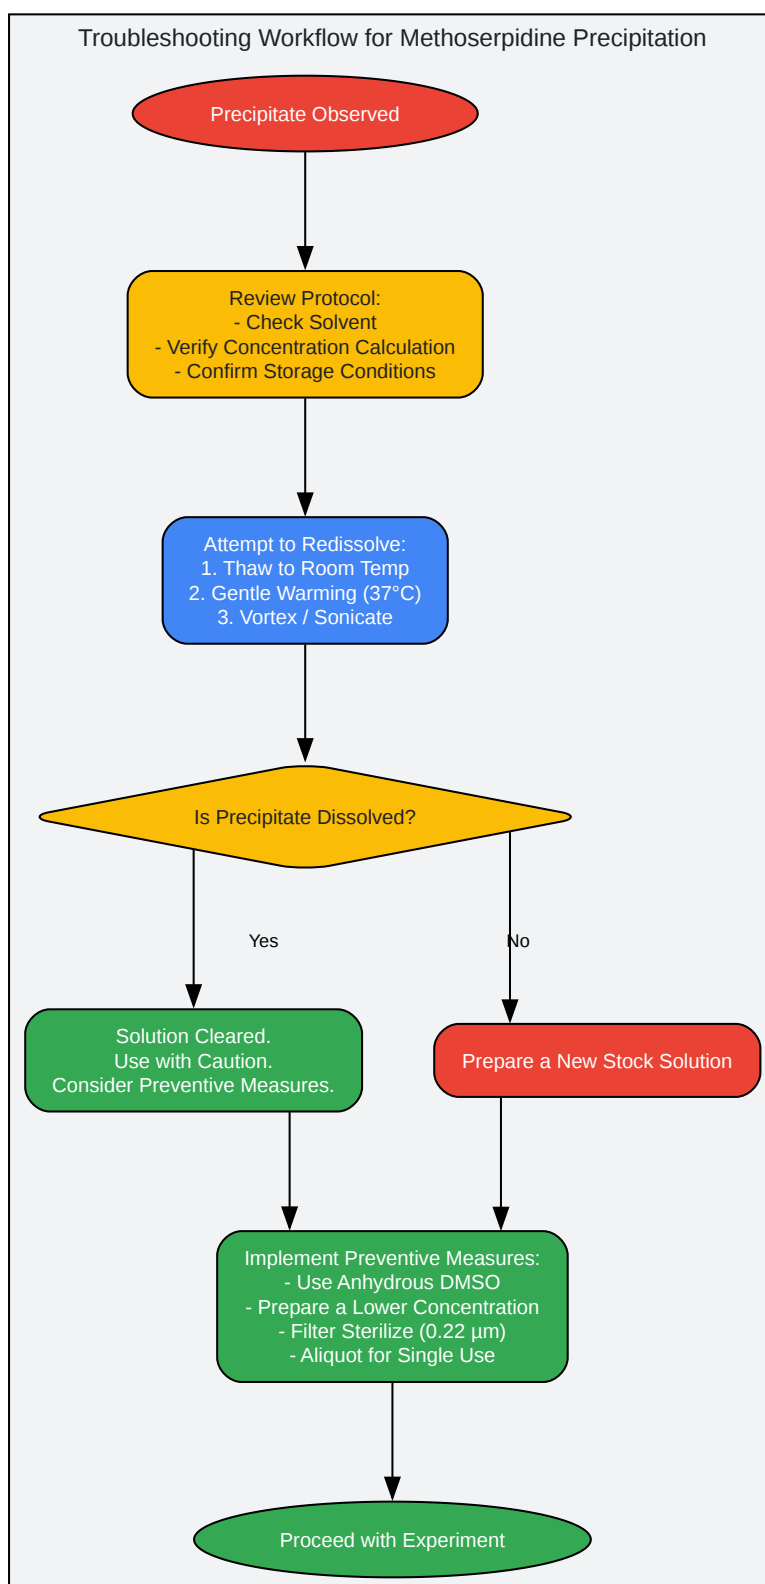 Troubleshooting Workflow for Methoserpidine Precipitation
Precipitate Observed
Review Protocol:
- Check Solvent
- Verify Concentration Calculation
- Confirm Storage Conditions
Attempt to Redissolve:
1. Thaw to Room Temp
2. Gentle Warming (37°C)
3. Vortex / Sonicate
Is Precipitate Dissolved?
Yes
No
Solution Cleared.
Use with Caution.
Consider Preventive Measures.
Prepare a New Stock Solution
Implement Preventive Measures:
- Use Anhydrous DMSO
- Prepare a Lower Concentration
- Filter Sterilize (0.22 µm)
- Aliquot for Single Use
Proceed with Experiment